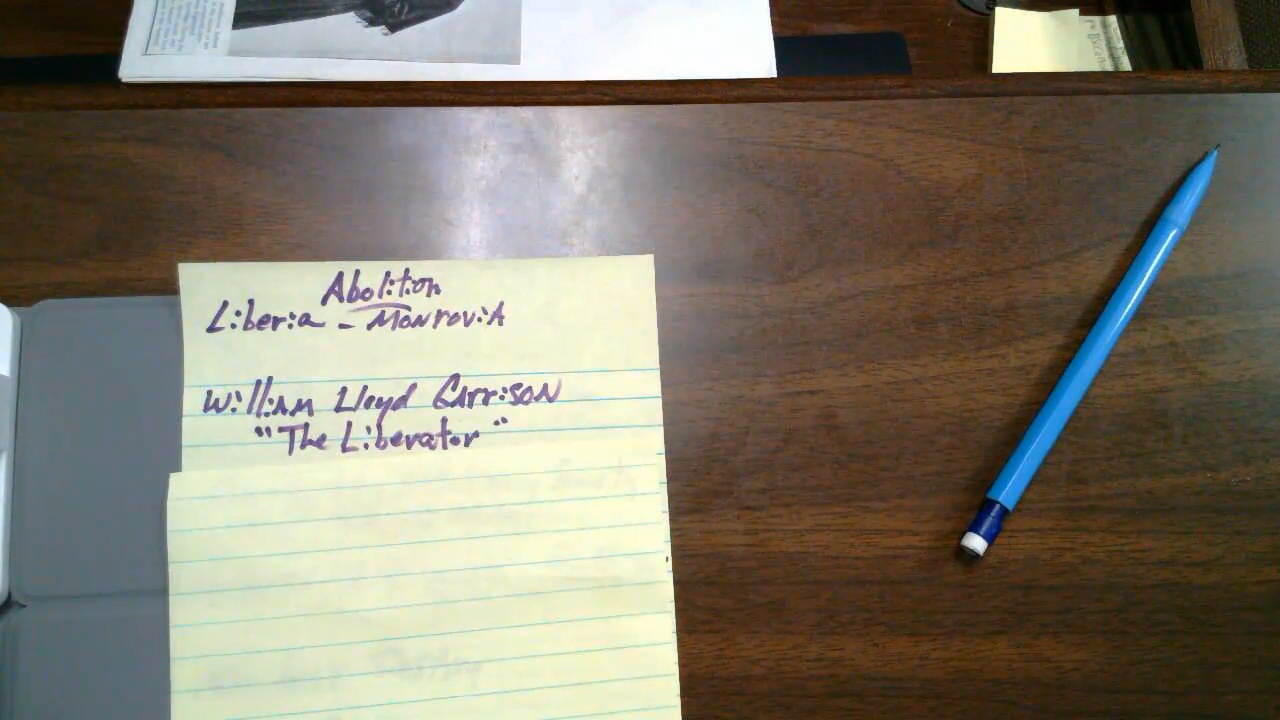 Abolition
Liberia - Monrovia
William Lloyd Garrison
"The Liberator"